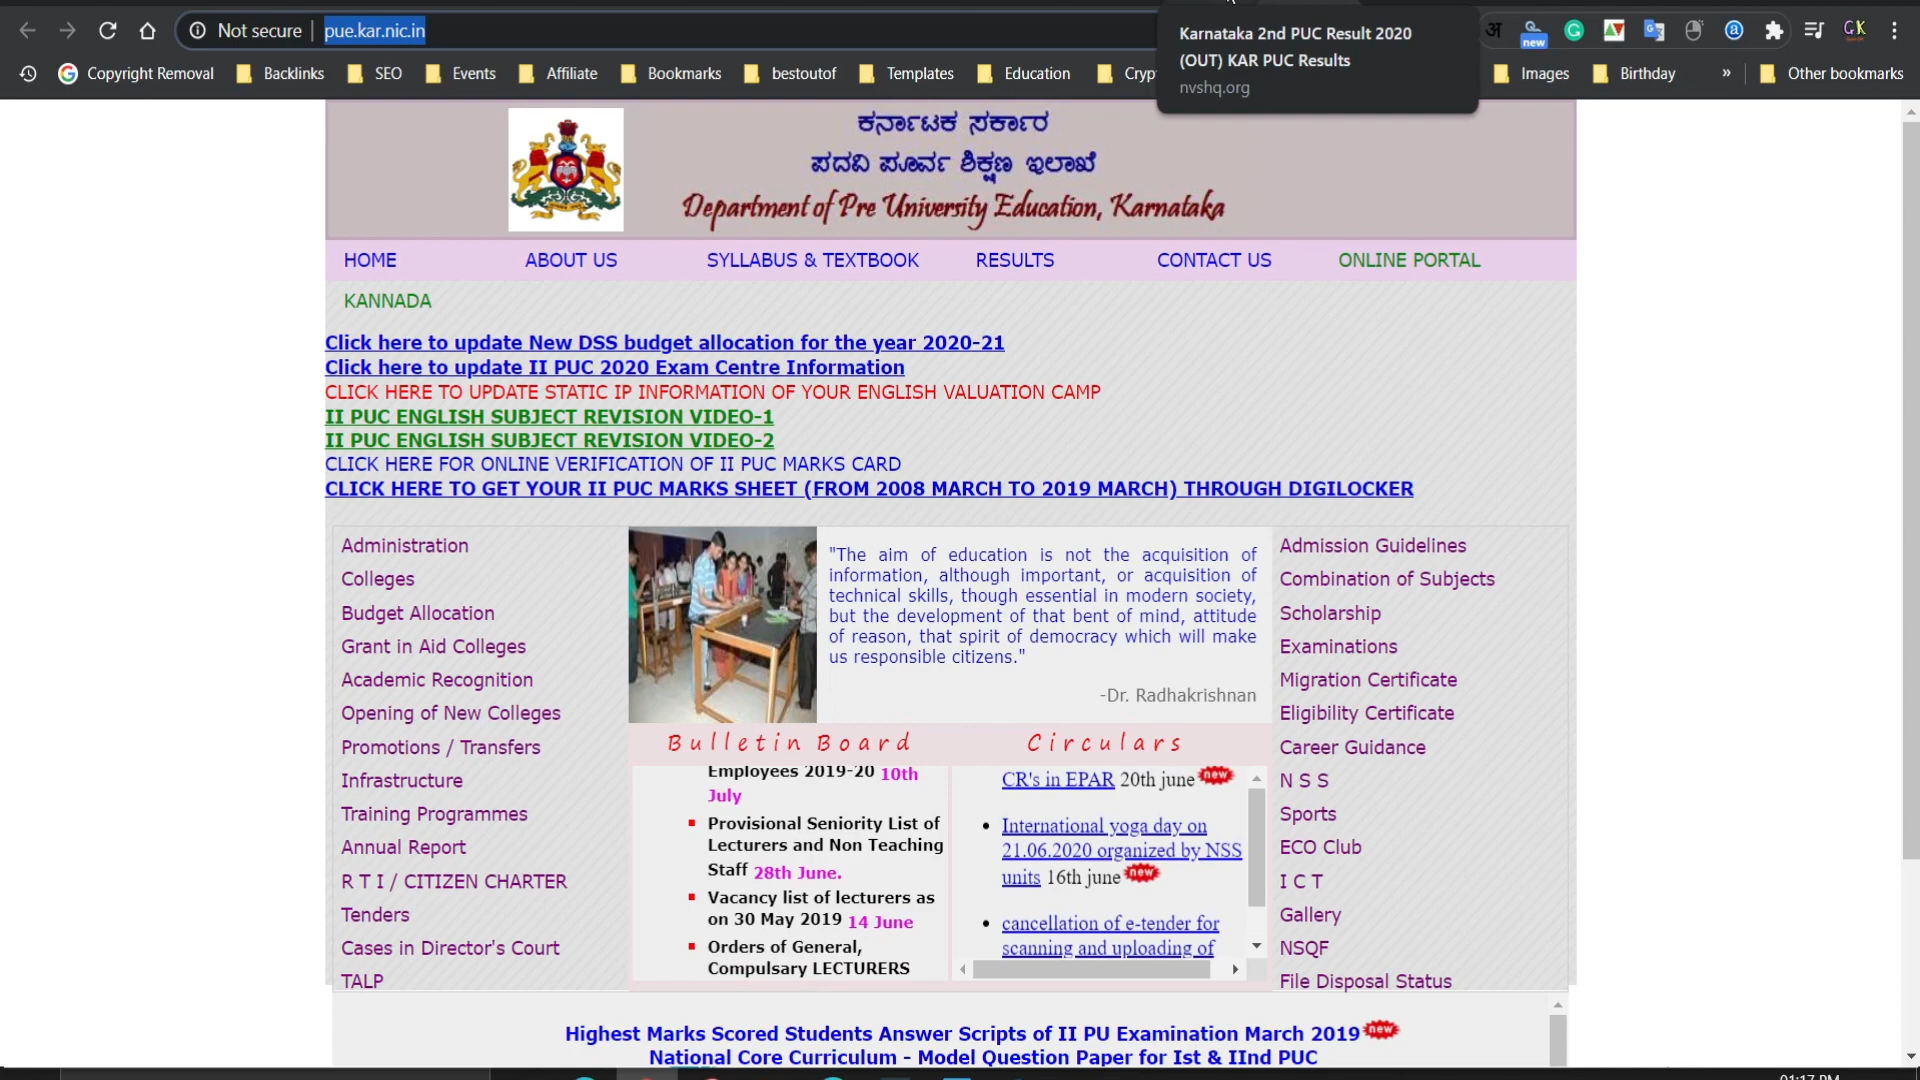 Not secure | pue.kar.nic.in
Karnataka 2nd PUC Result 2020
(OUT) KAR PUC Results
nvshq.org
अ
new
GK
Copyright Removal Backlinks SEO Events Affiliate Bookmarks bestoutof Templates Education Images Birthday » Other bookmarks
ಕರ್ನಾಟಕ ಸರ್ಕಾರ
ಪದವಿ ಪೂರ್ವ ಶಿಕ್ಷಣ ಇಲಾಖೆ
Department of Pre University Education, Karnataka
HOME ABOUT US SYLLABUS & TEXTBOOK RESULTS CONTACT US ONLINE PORTAL
KANNADA
Click here to update New DSS budget allocation for the year 2020-21
Click here to update II PUC 2020 Exam Centre Information
CLICK HERE TO UPDATE STATIC IP INFORMATION OF YOUR ENGLISH VALUATION CAMP
II PUC ENGLISH SUBJECT REVISION VIDEO-1
II PUC ENGLISH SUBJECT REVISION VIDEO-2
CLICK HERE FOR ONLINE VERIFICATION OF II PUC MARKS CARD
CLICK HERE TO GET YOUR II PUC MARKS SHEET (FROM 2008 MARCH TO 2019 MARCH) THROUGH DIGILOCKER
Administration
Colleges
Budget Allocation
Grant in Aid Colleges
Academic Recognition
Opening of New Colleges
Promotions / Transfers
Infrastructure
Training Programmes
Annual Report
R T I / CITIZEN CHARTER
Tenders
Cases in Director's Court
TALP
"The aim of education is not the acquisition of
information, although important, or acquisition of
technical skills, though essential in modern society,
but the development of that bent of mind, attitude
of reason, that spirit of democracy which will make
us responsible citizens."
-Dr. Radhakrishnan
Bulletin Board
Employees 2019-20 10th
July
Provisional Seniority List of
Lecturers and Non Teaching
Staff 28th June.
Vacancy list of lecturers as
on 30 May 2019 14 June
Orders of General,
Compulsary LECTURERS
Circulars
CR's in EPAR 20th june new
International yoga day on
21.06.2020 organized by NSS
units 16th june new
cancellation of e-tender for
scanning and uploading of
Admission Guidelines
Combination of Subjects
Scholarship
Examinations
Migration Certificate
Eligibility Certificate
Career Guidance
N S S
Sports
ECO Club
I C T
Gallery
NSQF
File Disposal Status
Highest Marks Scored Students Answer Scripts of II PU Examination March 2019 new
National Core Curriculum - Model Question Paper for Ist & IInd PUC